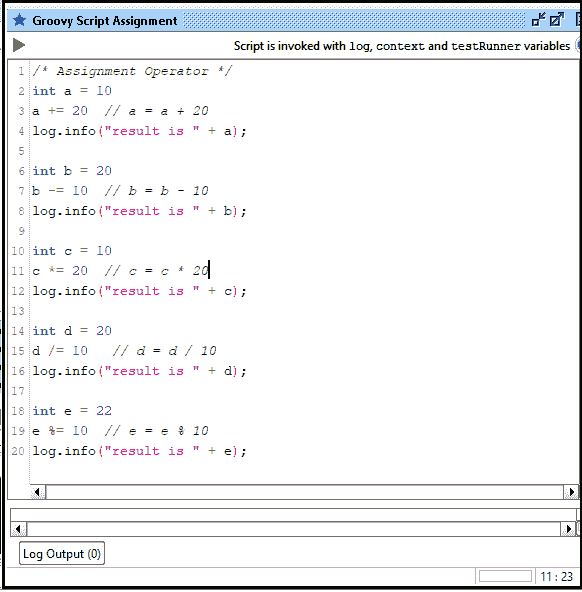 Groovy Script Assignment
Script is invoked with log, context and testRunner variables
1 /* Assignment Operator */
2 int a = 10
3 a += 20  // a = a + 20
4 log.info("result is " + a);
5
6 int b = 20
7 b -= 10  // b = b - 10
8 log.info("result is " + b);
9
10 int c = 10
11 c *= 20  // c = c * 20
12 log.info("result is " + c);
13
14 int d = 20
15 d /= 10   // d = d / 10
16 log.info("result is " + d);
17
18 int e = 22
19 e %= 10  // e = e % 10
20 log.info("result is " + e);
Log Output (0)
11 : 23